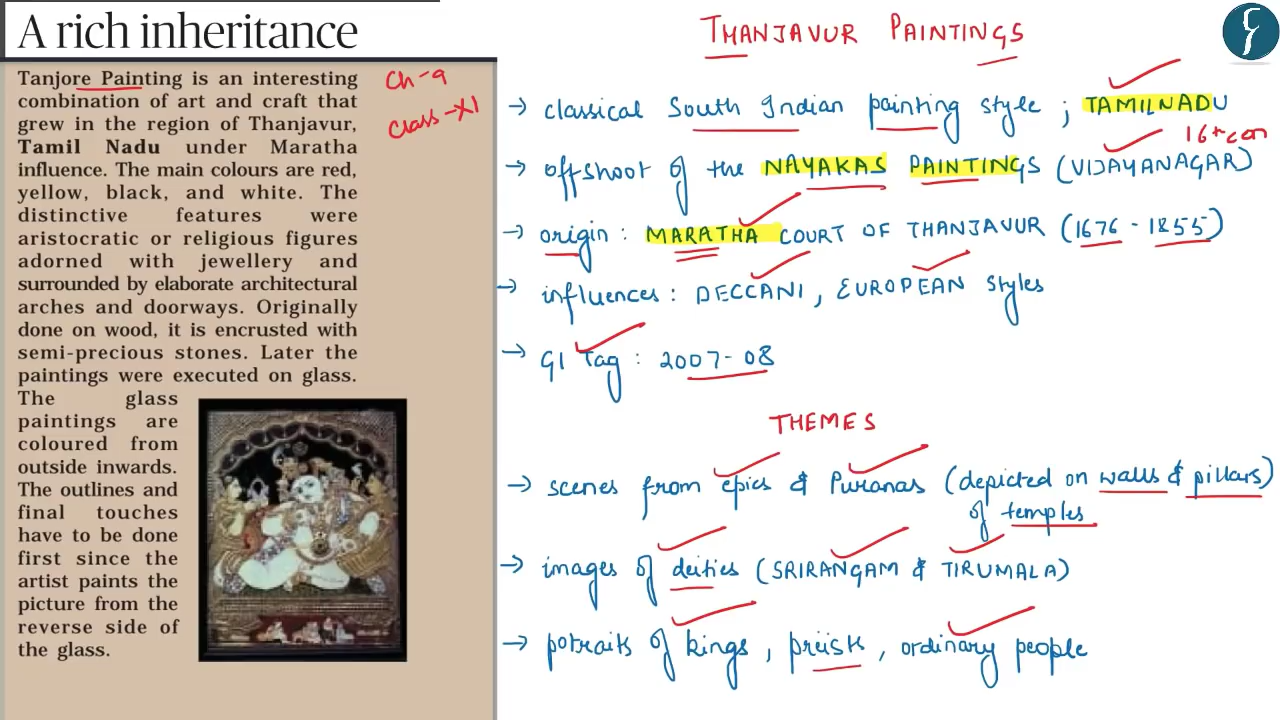 A rich inheritance
Tanjore Painting is an interesting
combination of art and craft that
grew in the region of Thanjavur,
Tamil Nadu under Maratha
influence. The main colours are red,
yellow, black, and white. The
distinctive features were
aristocratic or religious figures
adorned with jewellery and
surrounded by elaborate architectural
arches and doorways. Originally
done on wood, it is encrusted with
semi-precious stones. Later the
paintings were executed on glass.
The glass
paintings are
coloured from
outside inwards.
The outlines and
final touches
have to be done
first since the
artist paints the
picture from the
reverse side of
the glass.
Ch-9
Class-XI
THANJAVUR PAINTINGS
→ classical South Indian painting style ; TAMILNADU
16th cen
→ offshoot of the NAYAKAS PAINTINGS (VIJAYANAGAR)
→ origin : MARATHA COURT OF THANJAVUR (1676 - 1855)
→ influences : DECCANI, EUROPEAN styles
→ GI Tag : 2007-08
THEMES
→ scenes from epics & Puranas (depicted on walls & pillars)
of temples
→ images of deities (SRIRANGAM & TIRUMALA)
→ potraits of kings, priists, ordinary people